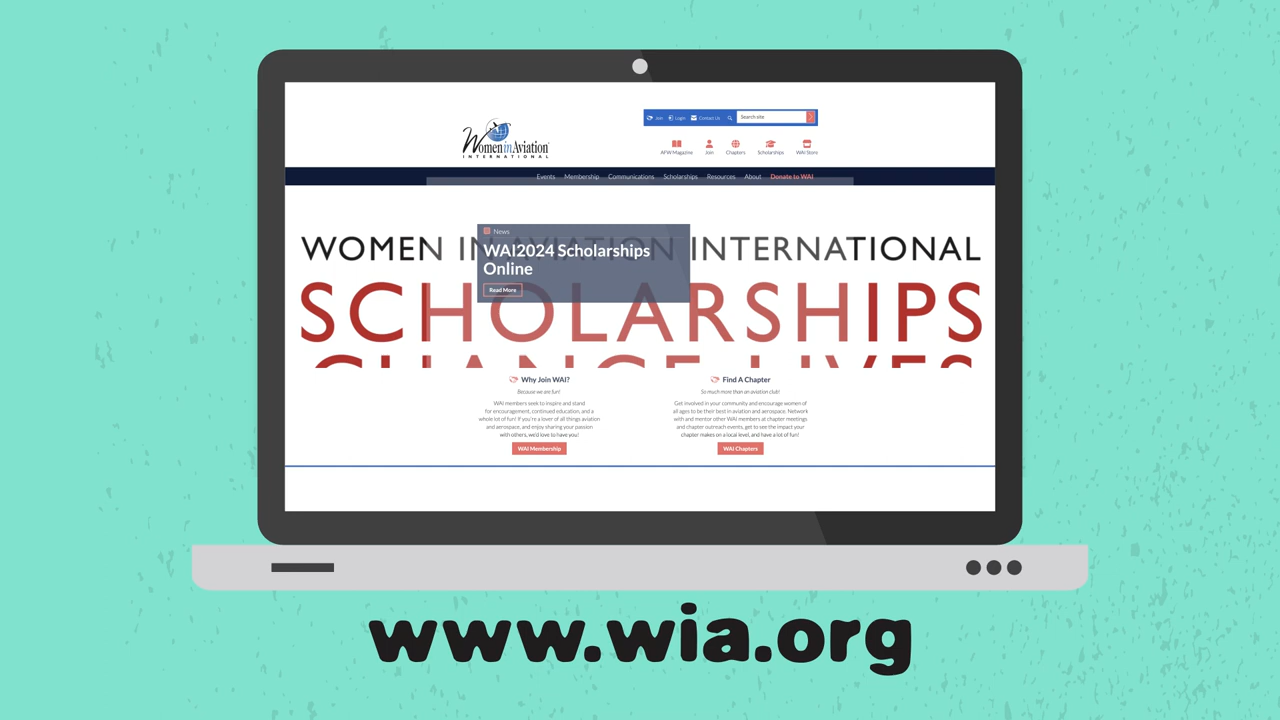 Women in Aviation
INTERNATIONAL
Join Login Contact Us Search site
AFW Magazine Join Chapters Scholarships WAI Store
Events Membership Communications Scholarships Resources About Donate to WAI
WOMEN IN AVIATION INTERNATIONAL
News
WAI2024 Scholarships
Online
Read More
SCHOLARSHIPS
CHANGE LIVES
Why Join WAI?
Because we are fun!
WAI members seek to inspire and stand
for encouragement, continued education, and a
whole lot of fun! If you're a lover of all things aviation
and aerospace, and enjoy sharing your passion
with others, we'd love to have you!
WAI Membership
Find A Chapter
So much more than an aviation club!
Get involved in your community and encourage women of
all ages to be their best in aviation and aerospace. Network
with and mentor other WAI members at chapter meetings
and chapter outreach events, get to see the impact your
chapter makes on a local level, and have a lot of fun!
WAI Chapters
www.wia.org